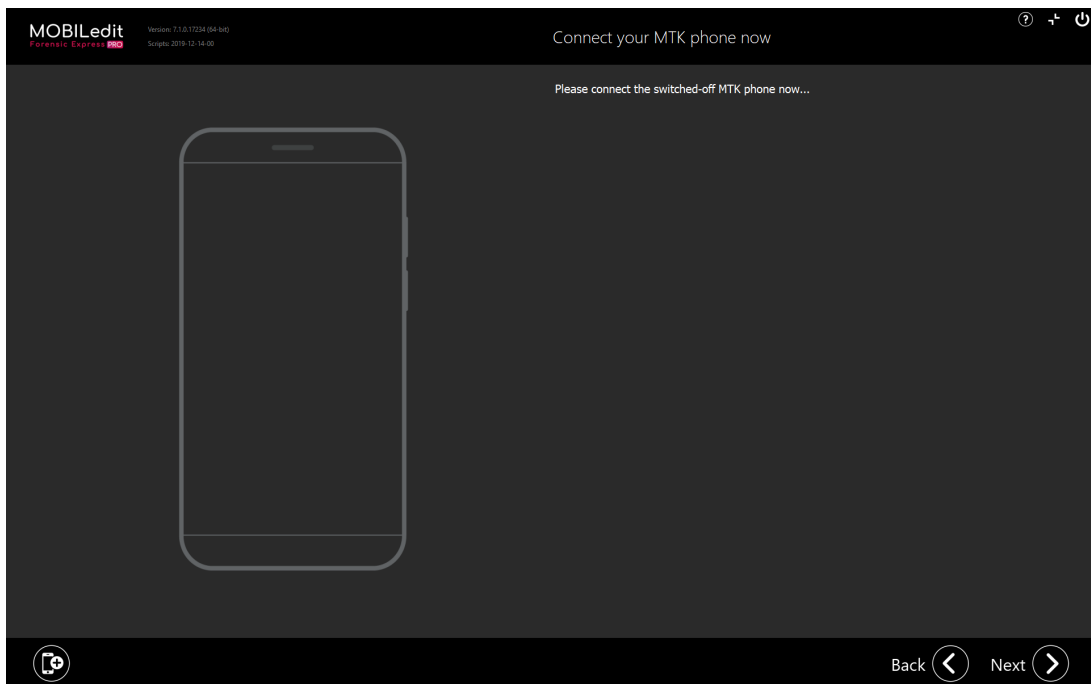 MOBILedit
Forensic Express PRO
Version: 7.1.0.17234 (64-bit)
Scripts: 2019-12-14-00
Connect your MTK phone now
?
Please connect the switched-off MTK phone now...
Back
Next